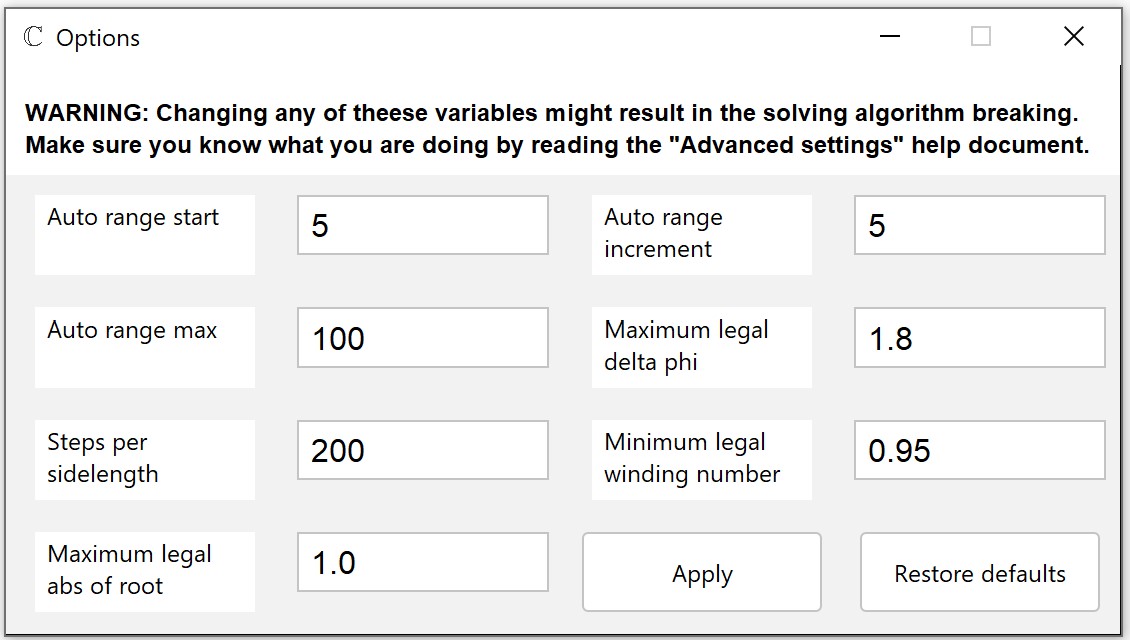 ℂ Options
WARNING: Changing any of theese variables might result in the solving algorithm breaking.
Make sure you know what you are doing by reading the "Advanced settings" help document.
Auto range start
5
Auto range
increment
5
Auto range max
100
Maximum legal
delta phi
1.8
Steps per
sidelength
200
Minimum legal
winding number
0.95
Maximum legal
abs of root
1.0
Apply
Restore defaults